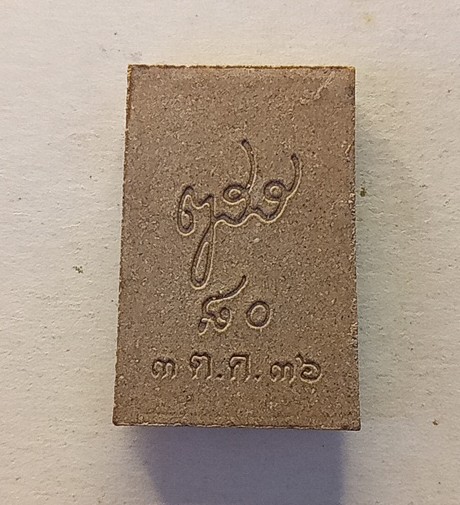 ญสส
๘๐
๓ ต.ค. ๓๖